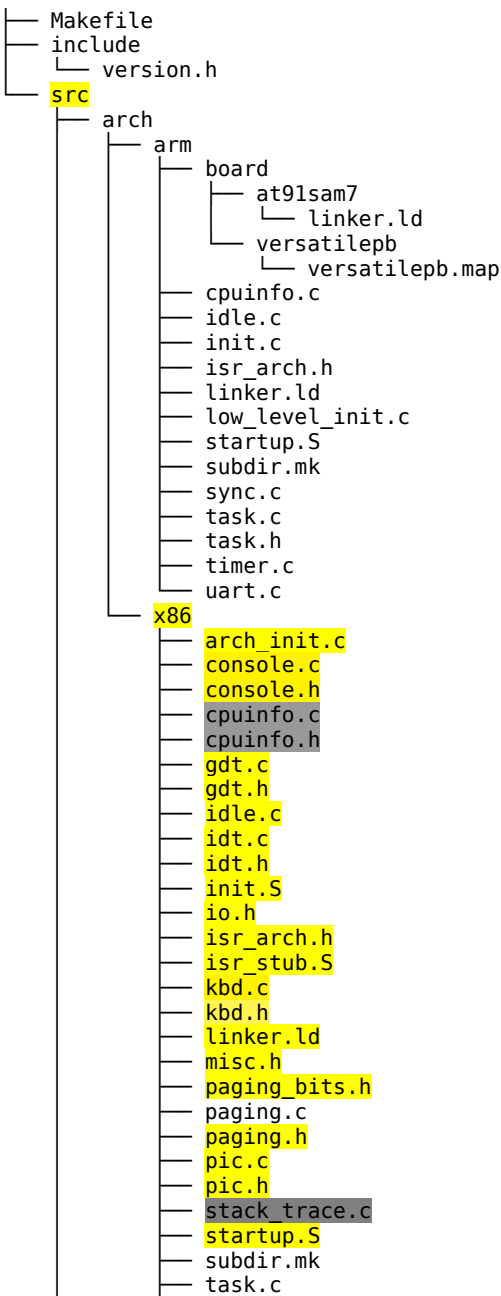 Makefile
include
version.h
src
arch
arm
board
at91sam7
linker.ld
versatilepb
versatilepb.map
cpuinfo.c
idle.c
init.c
isr_arch.h
linker.ld
low_level_init.c
startup.S
subdir.mk
sync.c
task.c
task.h
timer.c
uart.c
x86
arch_init.c
console.c
console.h
cpuinfo.c
cpuinfo.h
gdt.c
gdt.h
idle.c
idt.c
idt.h
init.S
io.h
isr_arch.h
isr_stub.S
kbd.c
kbd.h
linker.ld
misc.h
paging_bits.h
paging.c
paging.h
pic.c
pic.h
stack_trace.c
startup.S
subdir.mk
task.c